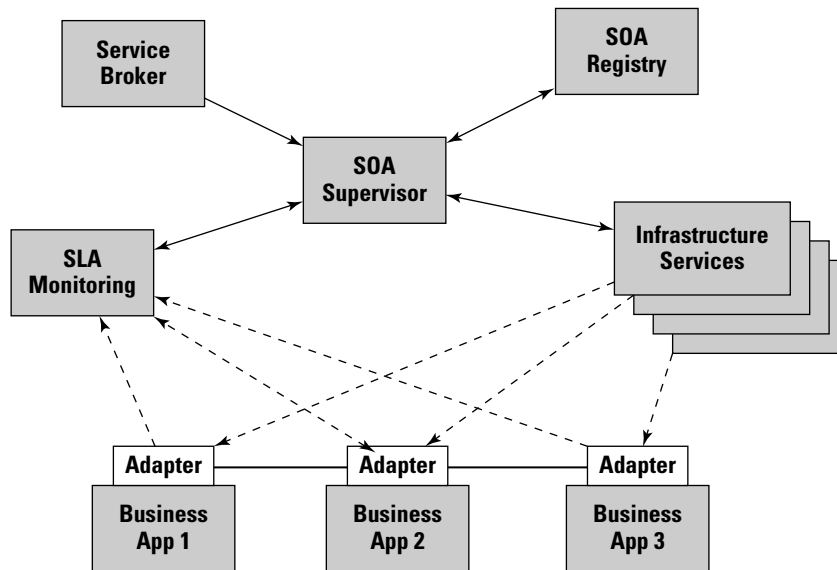 Service
Broker
SOA
Registry
SOA
Supervisor
SLA
Monitoring
Infrastructure
Services
Adapter
Adapter
Adapter
Business
App 1
Business
App 2
Business
App 3